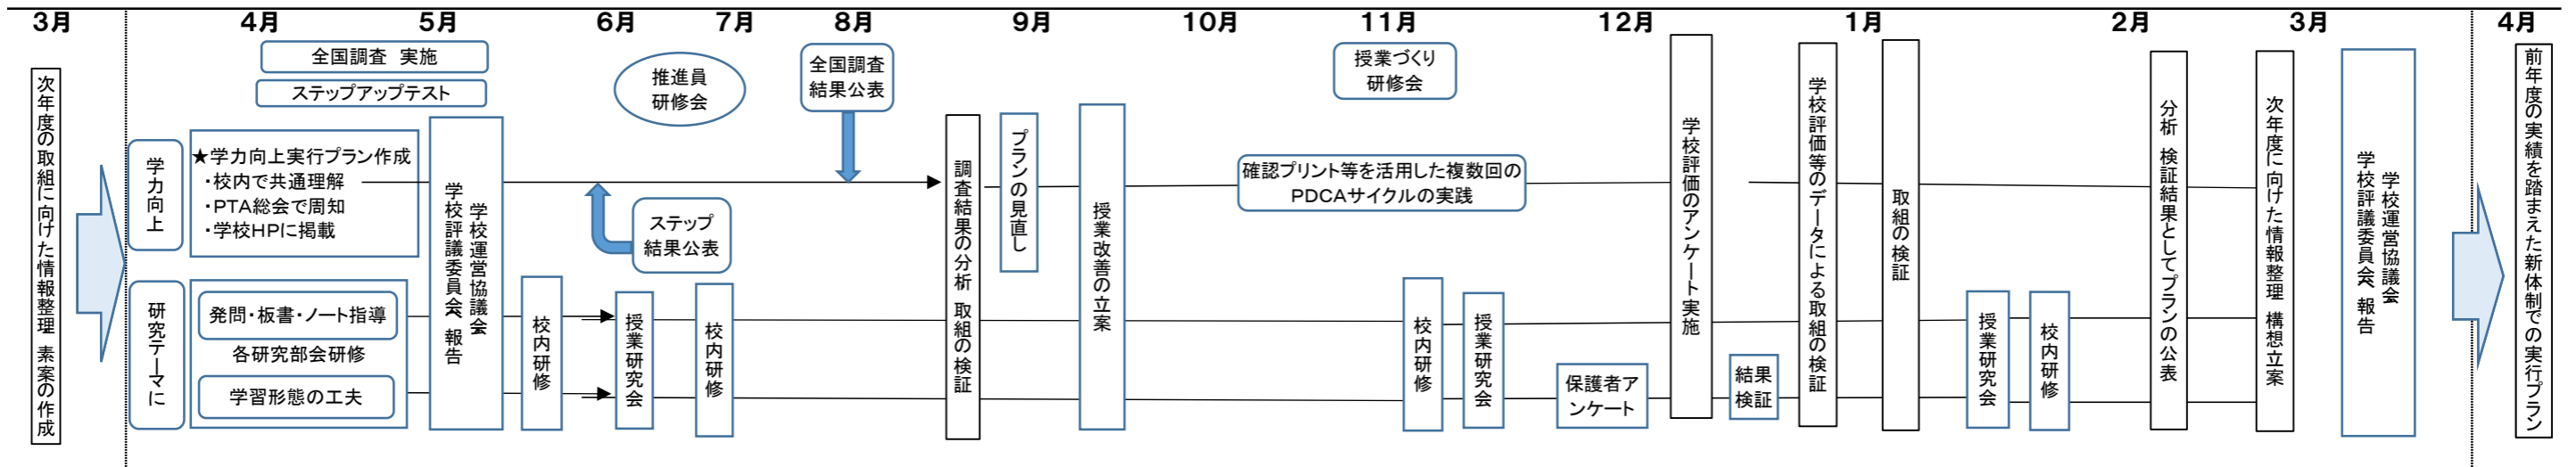 3月 4月 5月 6月 7月 8月 9月 10月 11月 12月 1月 2月 3月 4月
次年度の取組に向けた情報整理 素案の作成
全国調査 実施
ステップアップテスト
学力向上
★学力向上実行プラン作成
・校内で共通理解
・PTA総会で周知
・学校HPに掲載
研究テーマに
発問・板書・ノート指導
各研究部会研修
学習形態の工夫
学校運営協議会
学校評議委員会、報告
校内研修
推進員
研修会
ステップ
結果公表
授業研究会
校内研修
全国調査
結果公表
調査結果の分析 取組の検証
プランの見直し
授業改善の立案
授業づくり
研修会
確認プリント等を活用した複数回の
PDCAサイクルの実践
校内研修
授業研究会
保護者ア
ンケート
学校評価のアンケート実施
結果
検証
学校評価等のデータによる取組の検証
取組の検証
授業研究会
校内研修
分析 検証結果としてプランの公表
次年度に向けた情報整理 構想立案
学校運営協議会
学校評議委員会、報告
前年度の実績を踏まえた新体制での実行プラン